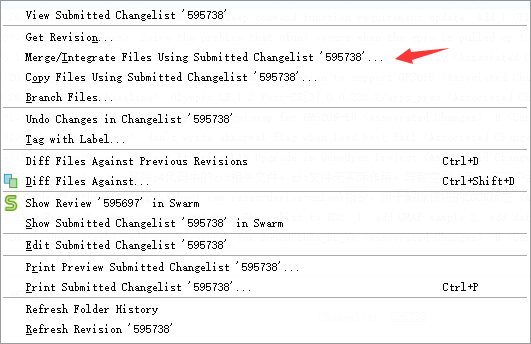 View Submitted Changelist '595738'
Get Revision...
Merge/Integrate Files Using Submitted Changelist '595738'...
Copy Files Using Submitted Changelist '595738'...
Branch Files...
Undo Changes in Changelist '595738'
Tag with Label...
Diff Files Against Previous Revisions Ctrl+D
Diff Files Against... Ctrl+Shift+D
Show Review '595697' in Swarm
Show Submitted Changelist '595738' in Swarm
Edit Submitted Changelist '595738'
Print Preview Submitted Changelist '595738'...
Print Submitted Changelist '595738'... Ctrl+P
Refresh Folder History
Refresh Revision '595738'